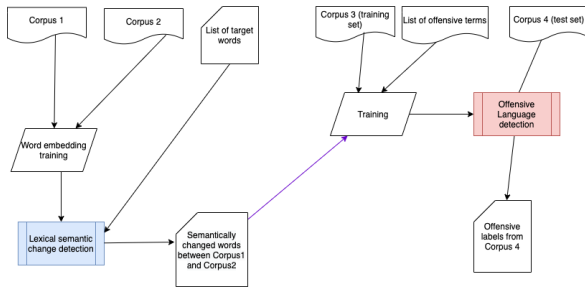 Corpus 1
Corpus 2
List of target
words
Corpus 3 (training
set)
List of offensive terms
Corpus 4 (test
set)
Word embedding
training
Training
Offensive
Language
detection
Lexical semantic
change detection
Semantically
changed words
between Corpus1
and Corpus2
Offensive
labels from
Corpus 4